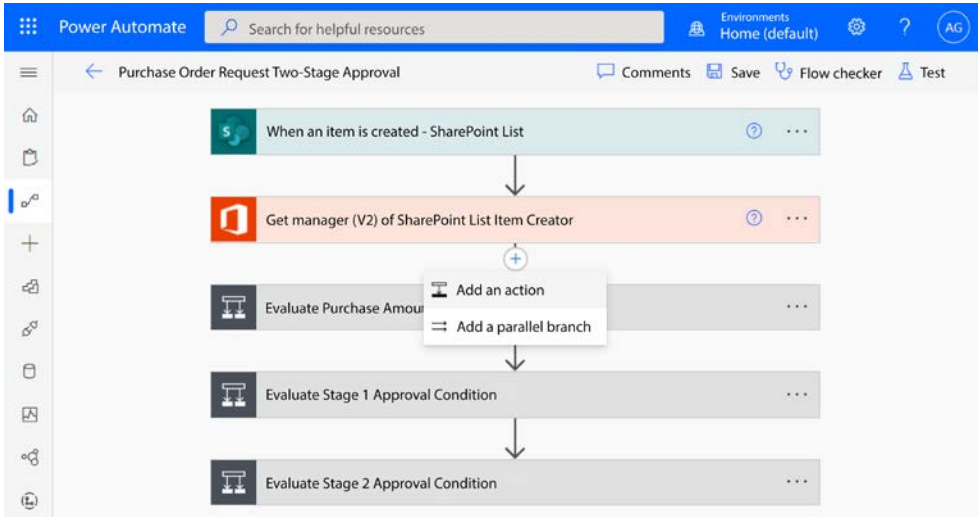 Power Automate
Search for helpful resources
Environments
Home (default)
?
AG
Purchase Order Request Two-Stage Approval
Comments
Save
Flow checker
Test
S
When an item is created - SharePoint List
?
...
Get manager (V2) of SharePoint List Item Creator
?
...
Add an action
Evaluate Purchase Amou
...
Add a parallel branch
Evaluate Stage 1 Approval Condition
...
Evaluate Stage 2 Approval Condition
...